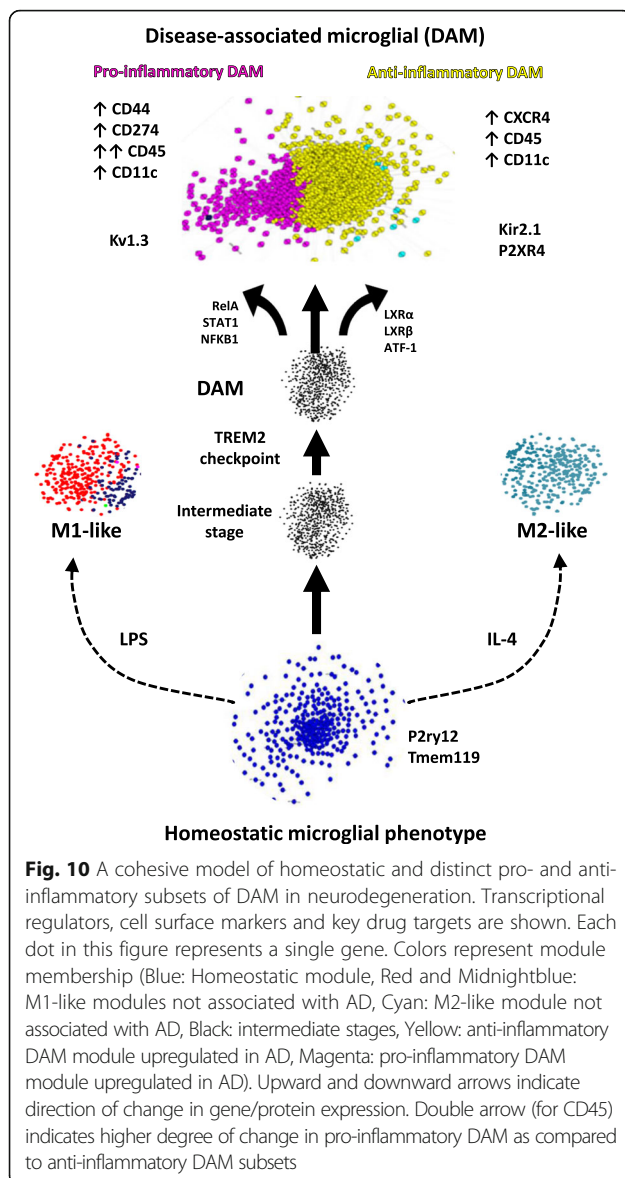 Disease-associated microglial (DAM)
Pro-inflammatory DAM
Anti-inflammatory DAM
↑ CD44
↑ CD274
↑ ↑ CD45
↑ CD11c
↑ CXCR4
↑ CD45
↑ CD11c
Kv1.3
Kir2.1
P2XR4
RelA
STAT1
NFKB1
LXRα
LXRβ
ATF-1
DAM
TREM2
checkpoint
Intermediate
stage
M1-like
M2-like
LPS
IL-4
P2ry12
Tmem119
Homeostatic microglial phenotype
Fig. 10 A cohesive model of homeostatic and distinct pro- and anti-
inflammatory subsets of DAM in neurodegeneration. Transcriptional
regulators, cell surface markers and key drug targets are shown. Each
dot in this figure represents a single gene. Colors represent module
membership (Blue: Homeostatic module, Red and Midnightblue:
M1-like modules not associated with AD, Cyan: M2-like module not
associated with AD, Black: intermediate stages, Yellow: anti-inflammatory
DAM module upregulated in AD, Magenta: pro-inflammatory DAM
module upregulated in AD). Upward and downward arrows indicate
direction of change in gene/protein expression. Double arrow (for CD45)
indicates higher degree of change in pro-inflammatory DAM as compared
to anti-inflammatory DAM subsets